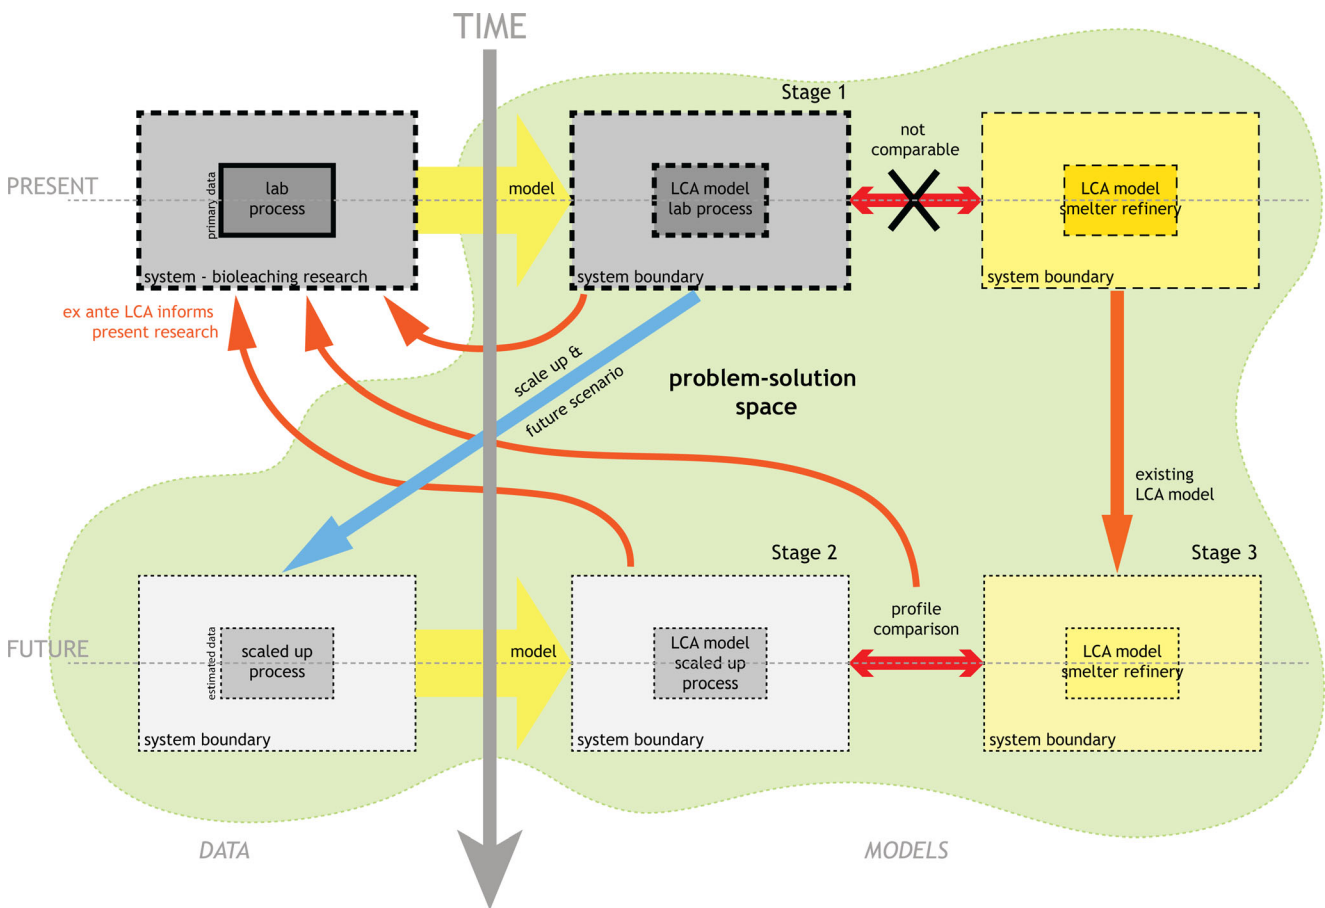 TIME
Stage 1
PRESENT
primary data
lab
process
system - bioleaching research
model
LCA model
lab process
system boundary
not
comparable
LCA model
smelter refinery
system boundary
ex ante LCA informs
present research
scale up &
future scenario
problem-solution
space
existing
LCA model
Stage 2
Stage 3
FUTURE
estimated data
scaled up
process
system boundary
model
LCA model
scaled up
process
system boundary
profile
comparison
LCA model
smelter refinery
system boundary
DATA
MODELS